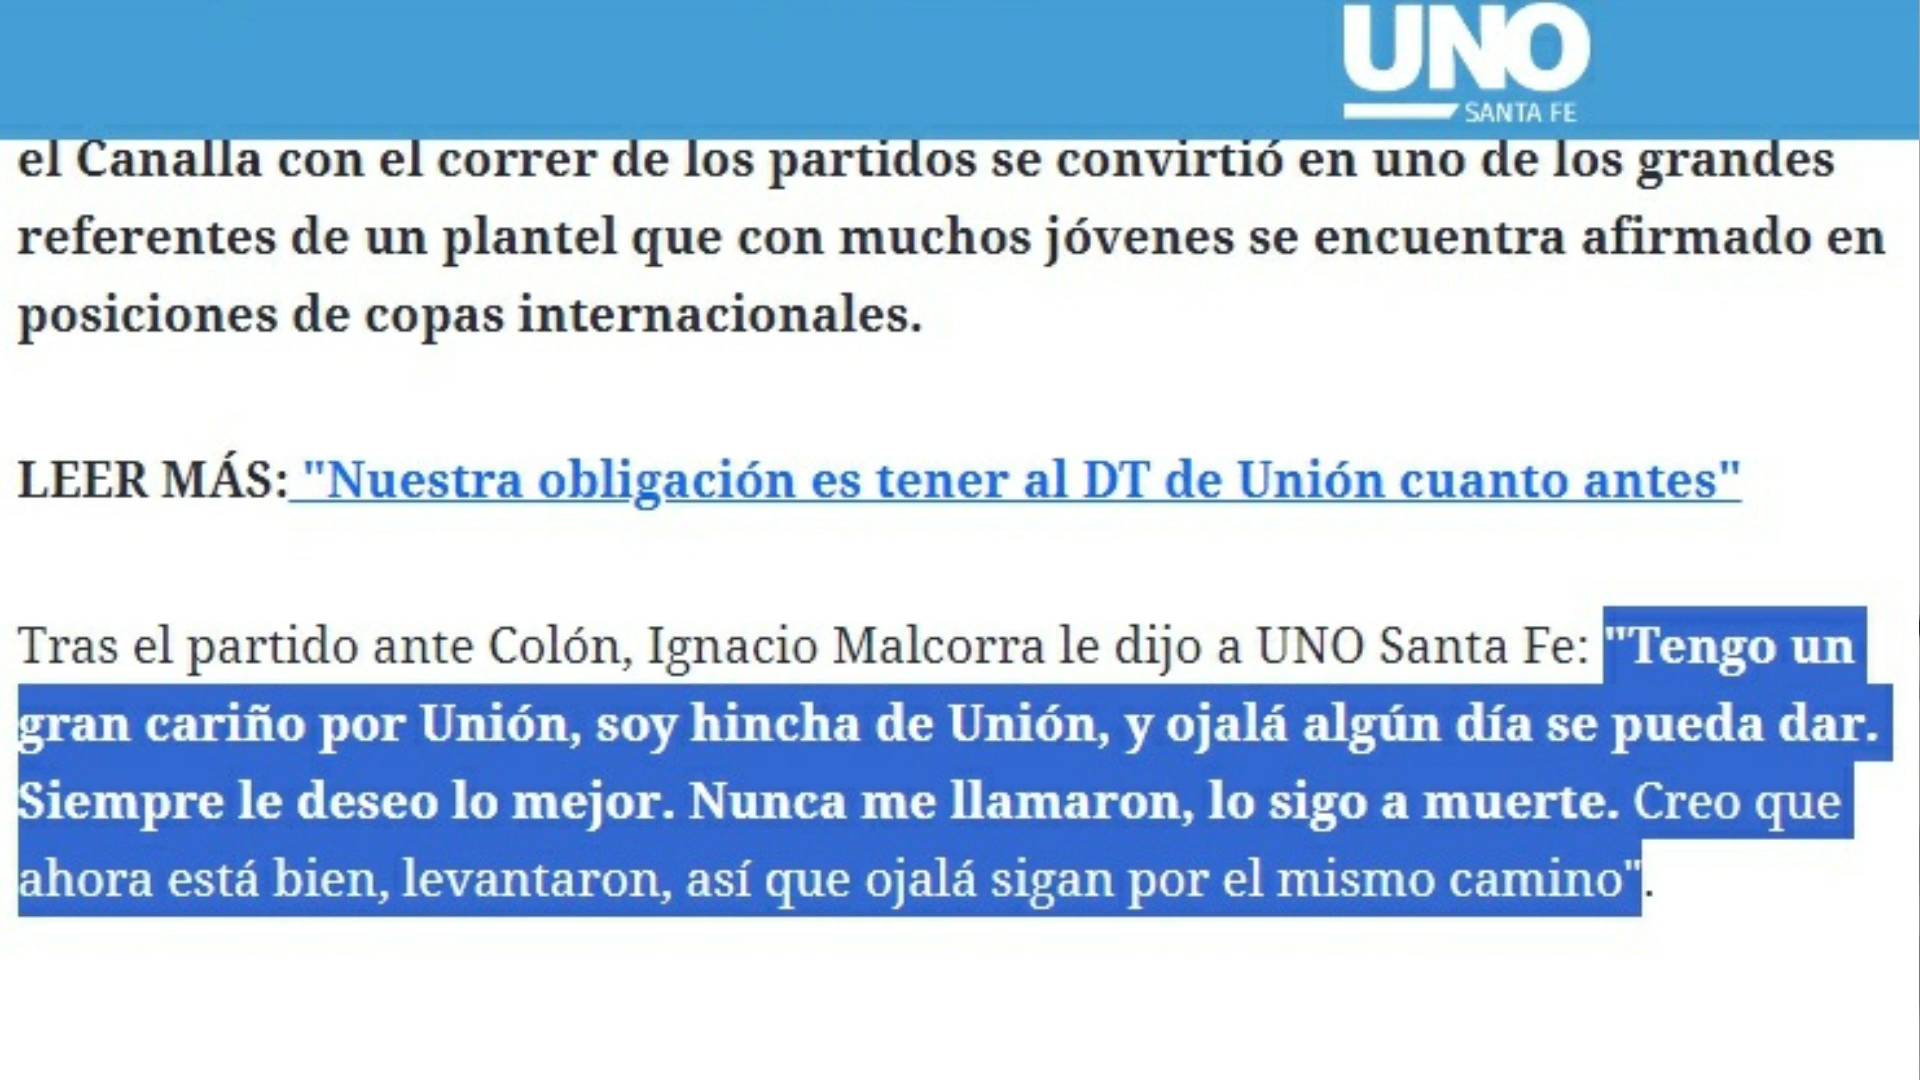 UNO
SANTA FE
el Canalla con el correr de los partidos se convirtió en uno de los grandes
referentes de un plantel que con muchos jóvenes se encuentra afirmado en
posiciones de copas internacionales.
LEER MÁS: "Nuestra obligación es tener al DT de Unión cuanto antes"
Tras el partido ante Colón, Ignacio Malcorra le dijo a UNO Santa Fe: "Tengo un
gran cariño por Unión, soy hincha de Unión, y ojalá algún día se pueda dar.
Siempre le deseo lo mejor. Nunca me llamaron, lo sigo a muerte. Creo que
ahora está bien, levantaron, así que ojalá sigan por el mismo camino".